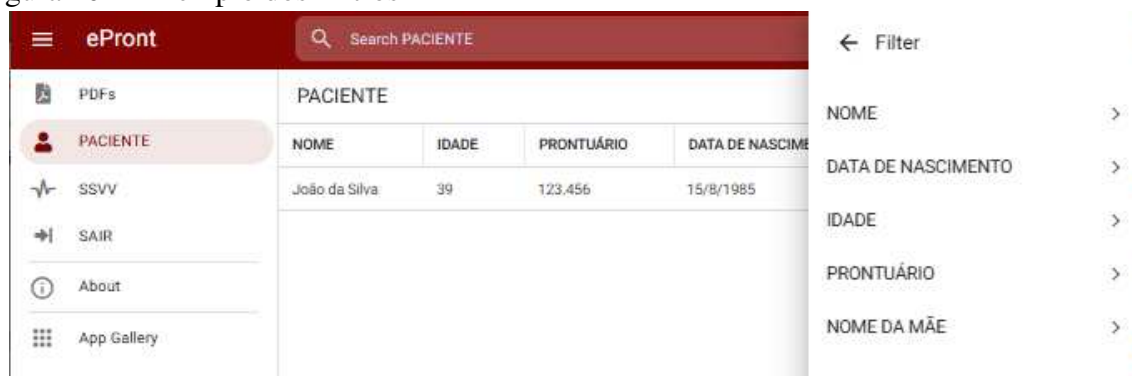 ePront
Search PACIENTE
PDFs
PACIENTE
SSVV
SAIR
About
App Gallery
PACIENTE
NOME IDADE PRONTUÁRIO DATA DE NASCIME
João da Silva 39 123.456 15/8/1985
Filter
NOME
DATA DE NASCIMENTO
IDADE
PRONTUÁRIO
NOME DA MÃE